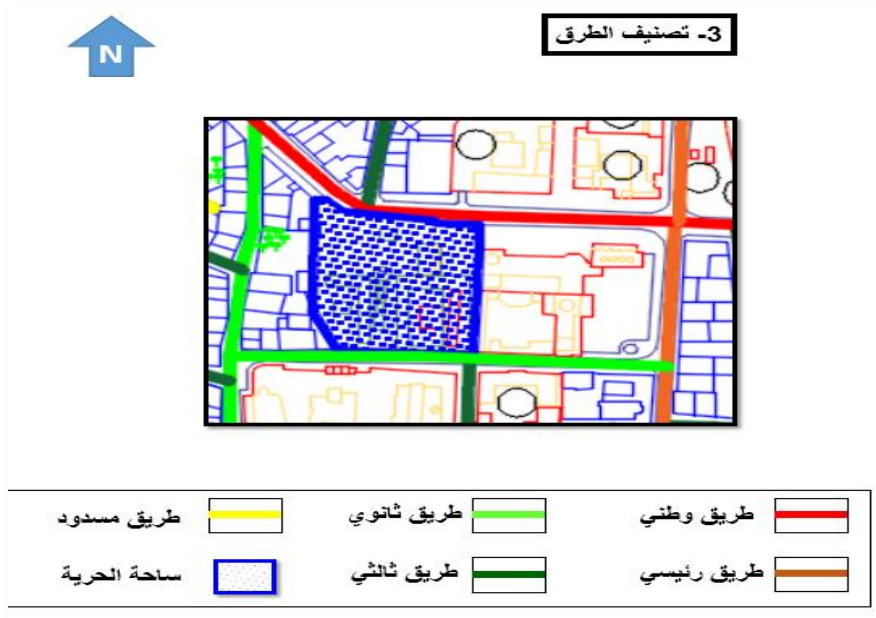 3- تصنيف الطرق
N
طريق وطني
طريق ثانوي
طريق مسدود
طريق رئيسي
طريق ثالثي
ساحة الحرية